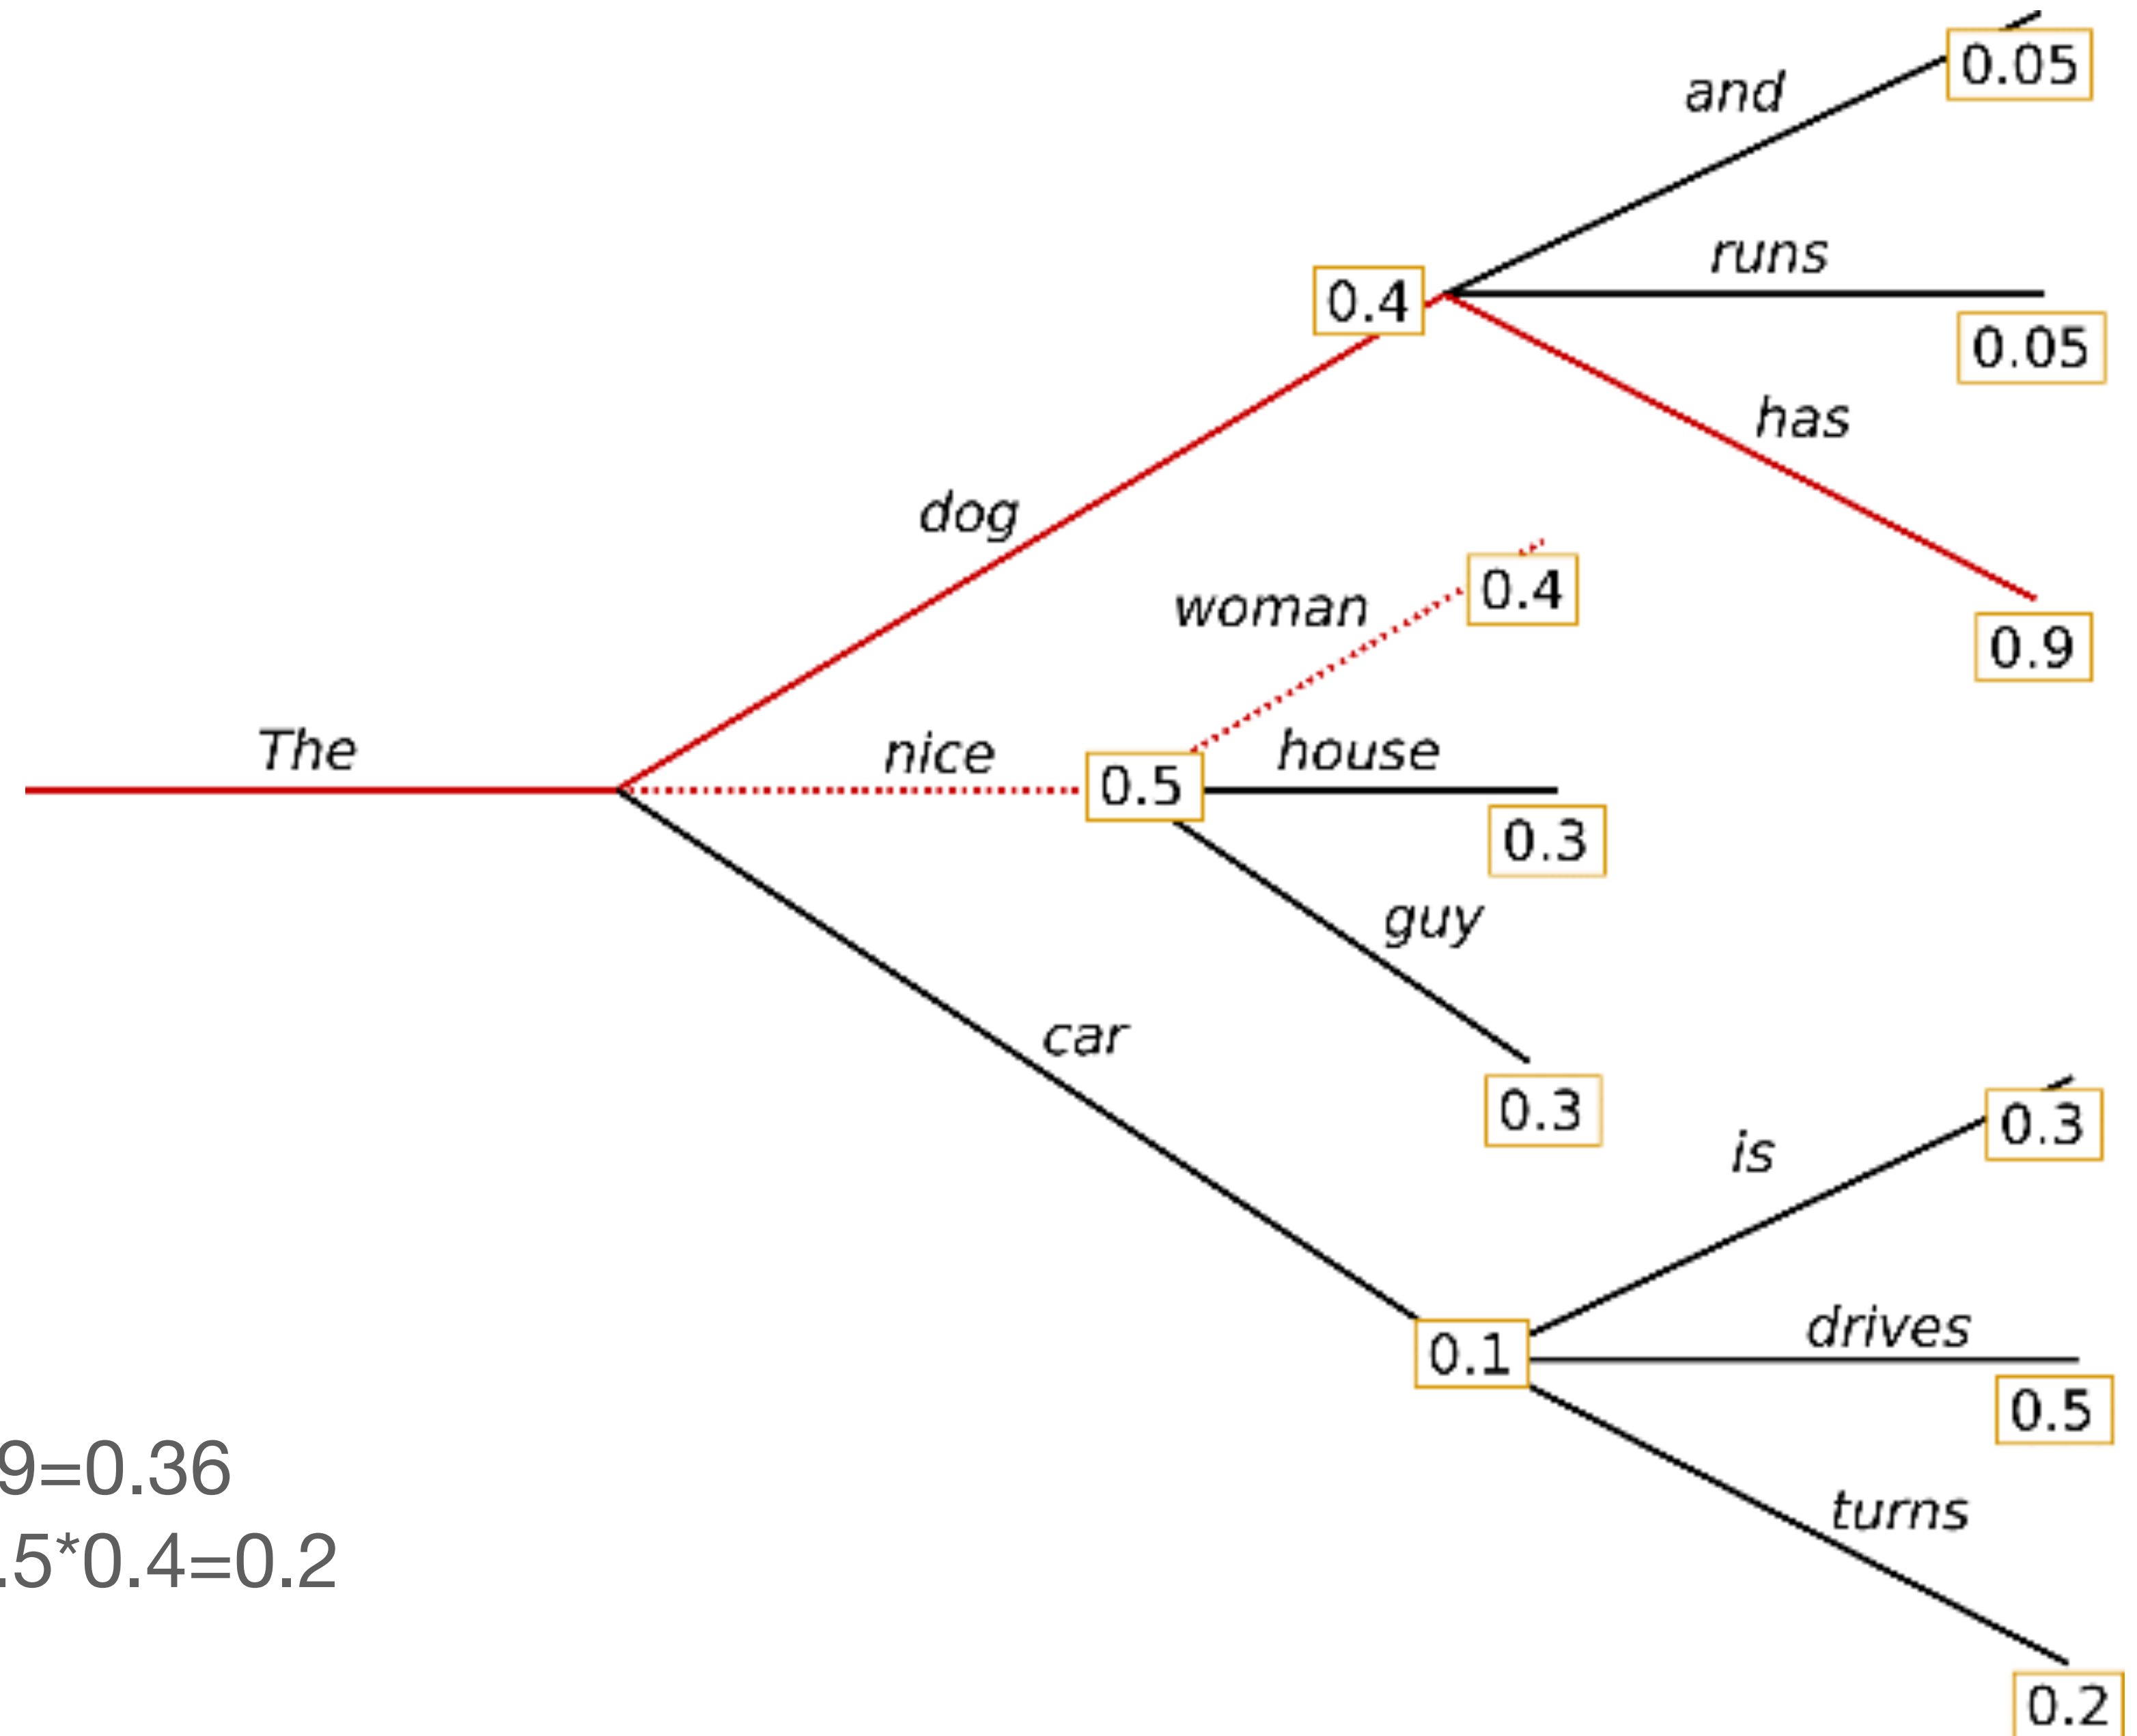 0.05
and
runs
0.4
0.05
has
dog
0.4
woman
0.9
The
nice
house
0.5
0.3
guy
car
0.3
0.3
is
drives
0.1
0.5
9=0.36
turns
.5*0.4=0.2
0.2